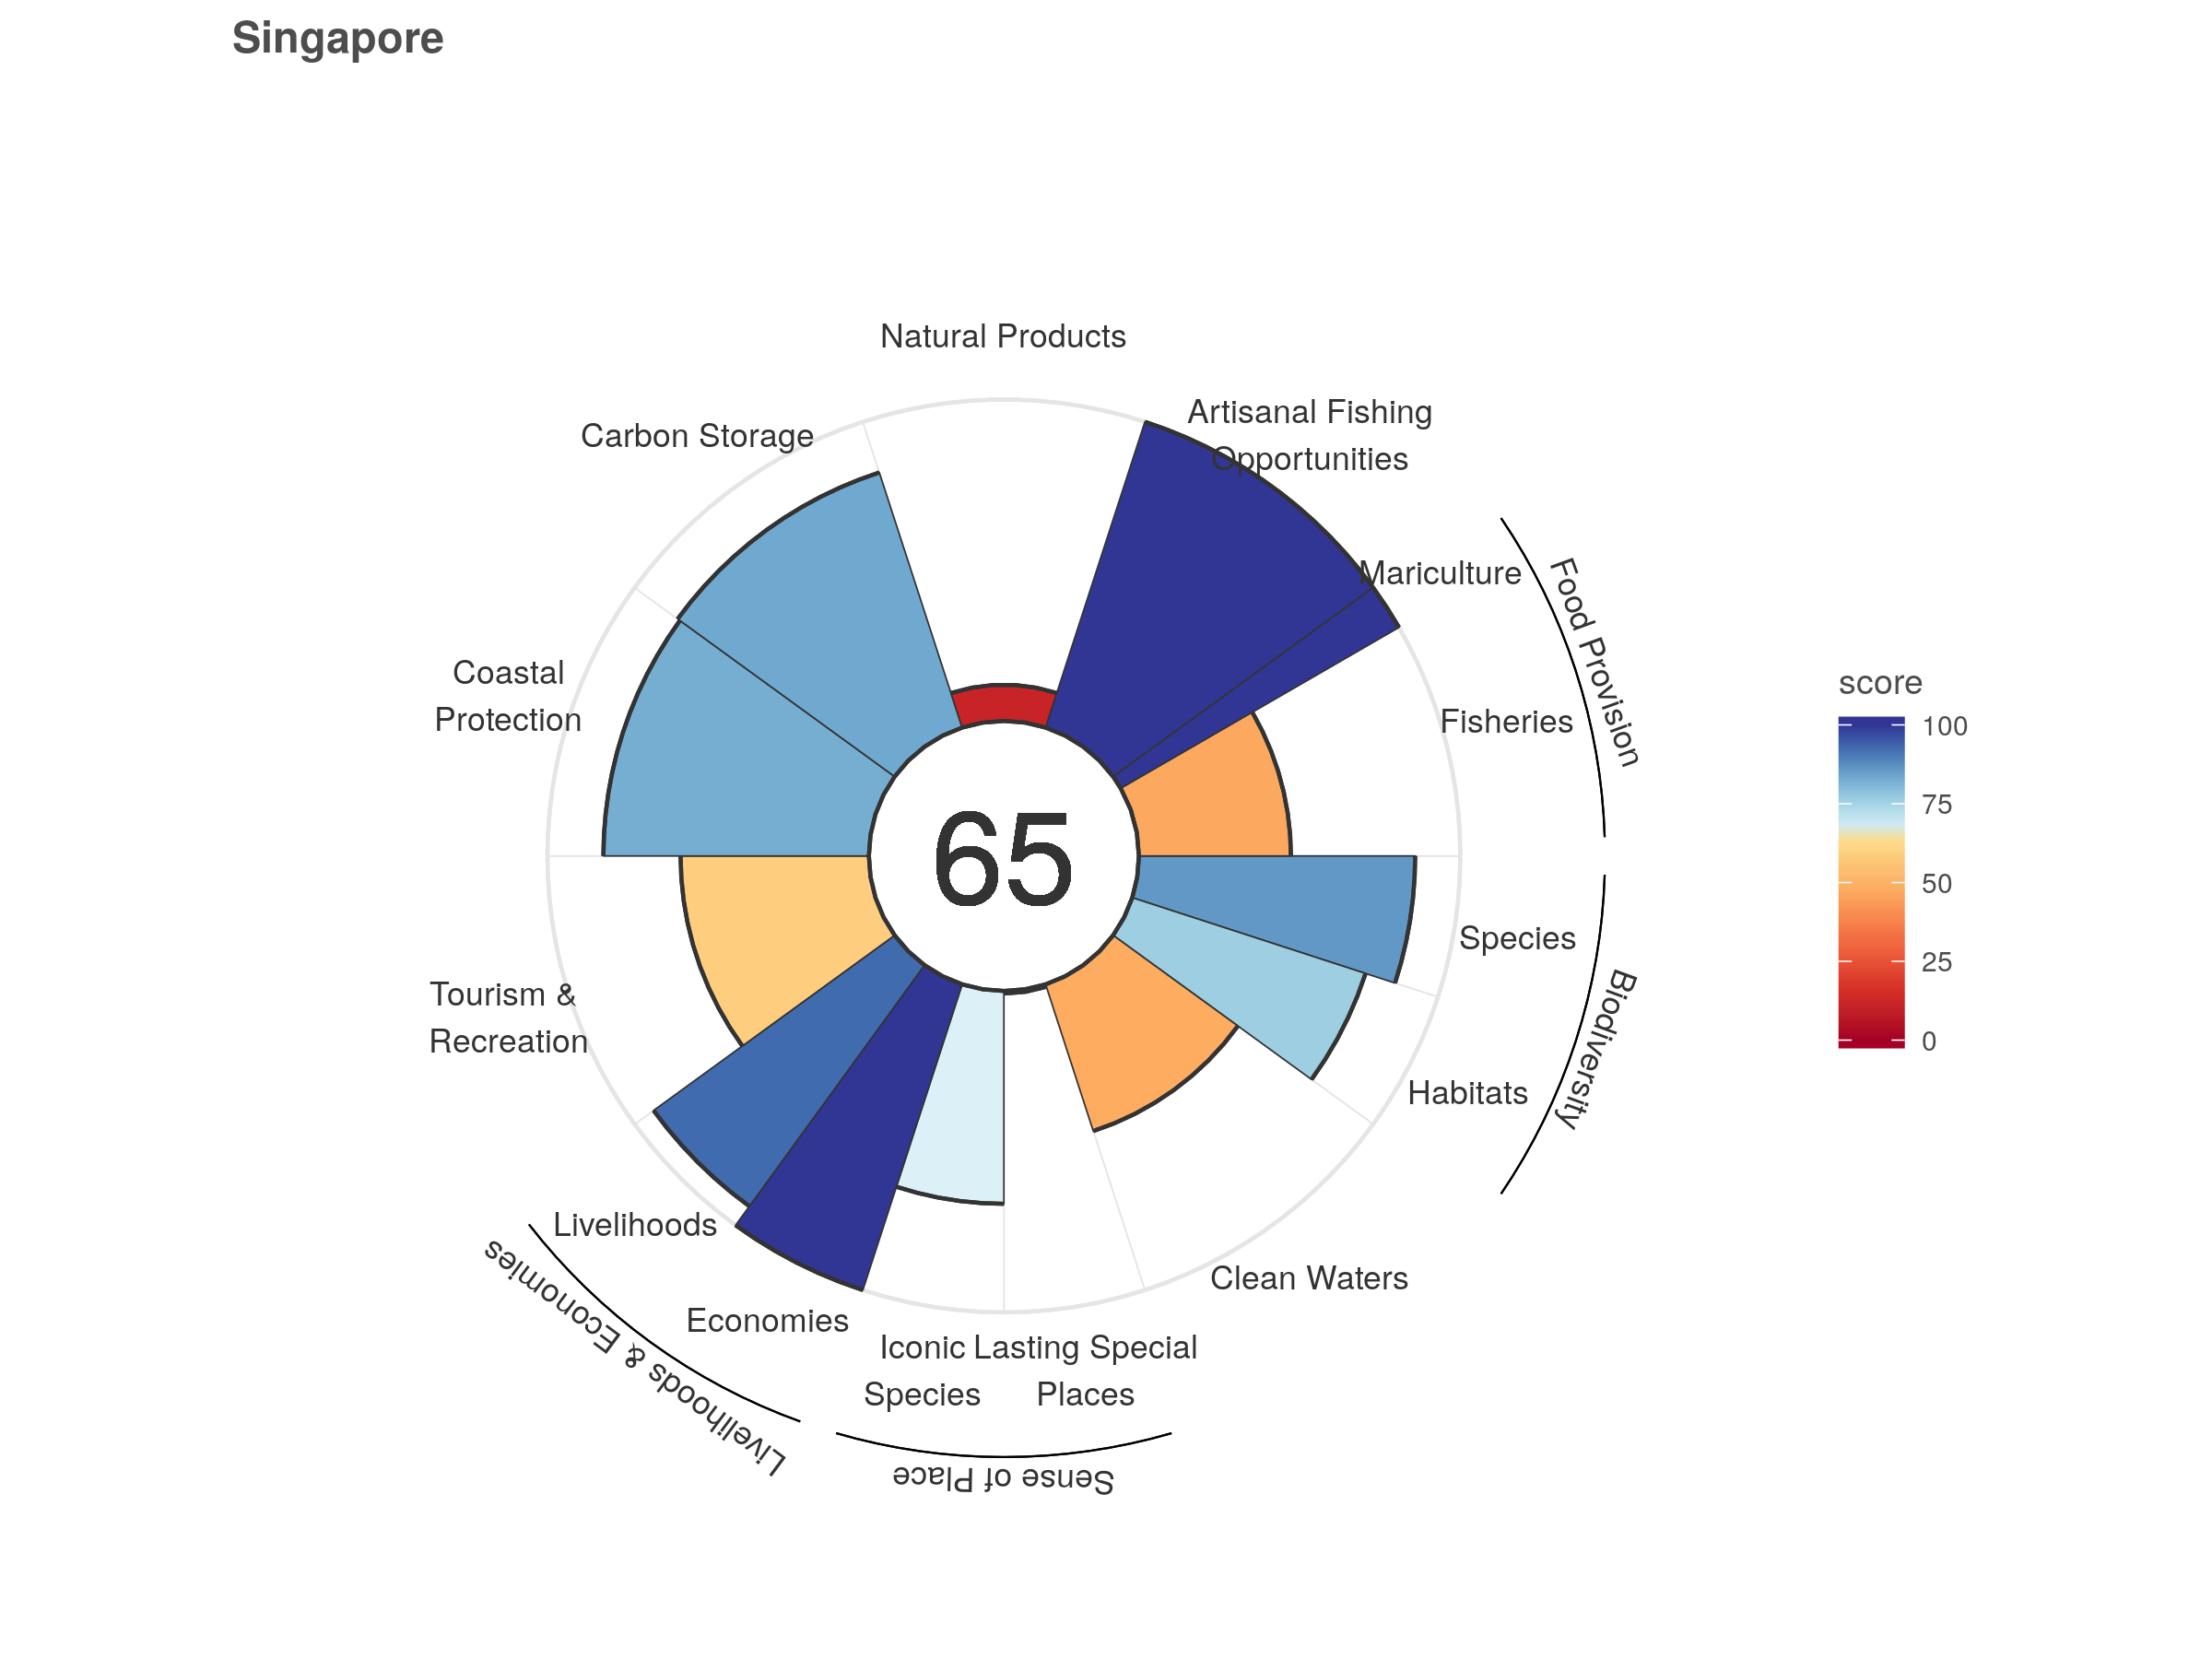 Singapore
Natural Products
Artisanal Fishing
Opportunities
Carbon Storage
Mariculture
Food Provision
Fisheries
Coastal
Protection
65
Species
Biodiversity
Habitats
Tourism &
Recreation
Livelihoods
Clean Waters
Economies
Livelihoods & Economies
Iconic
Species
Lasting Special
Places
Sense of Place
score
100
75
50
25
0